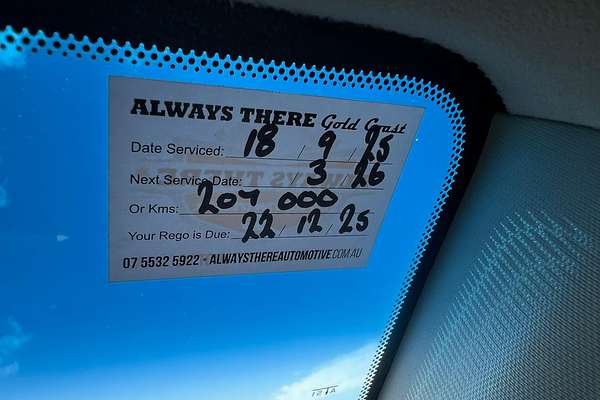 ALWAYS THERE Gold Coast
Date Serviced: 18 / 9 / 25
Next Service Date: / 3 / 26
Or Kms: 204 000
Your Rego is Due: 22 / 12 / 25
07 5532 5922 - ALWAYSTHEREAUTOMOTIVE.COM.AU